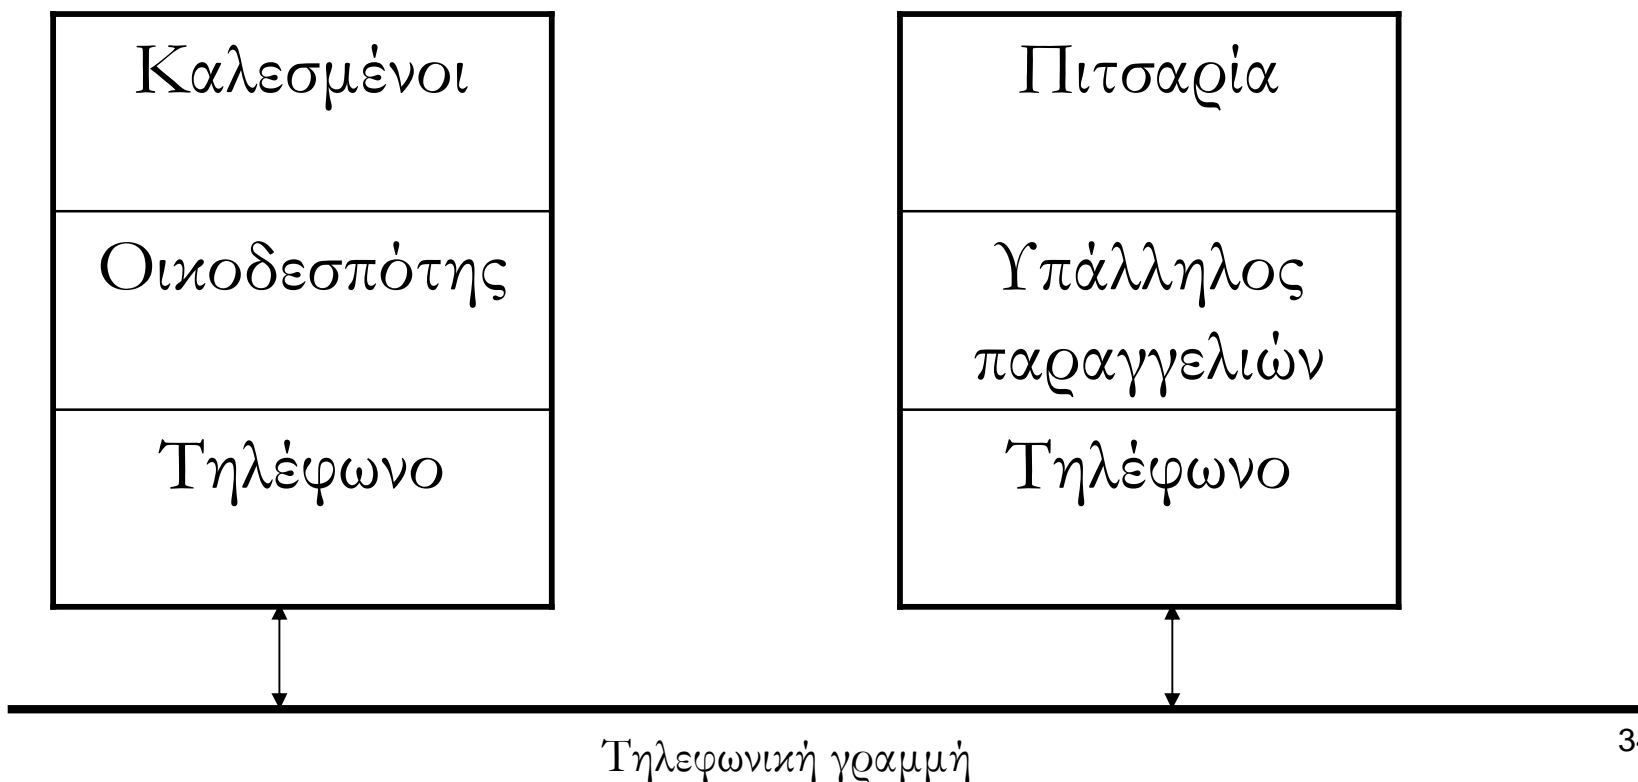 Καλεσμένοι
Οικοδεσπότης
Τηλέφωνο
Πιτσαρία
Υπάλληλος
παραγγελιών
Τηλέφωνο
Τηλεφωνική γραμμή